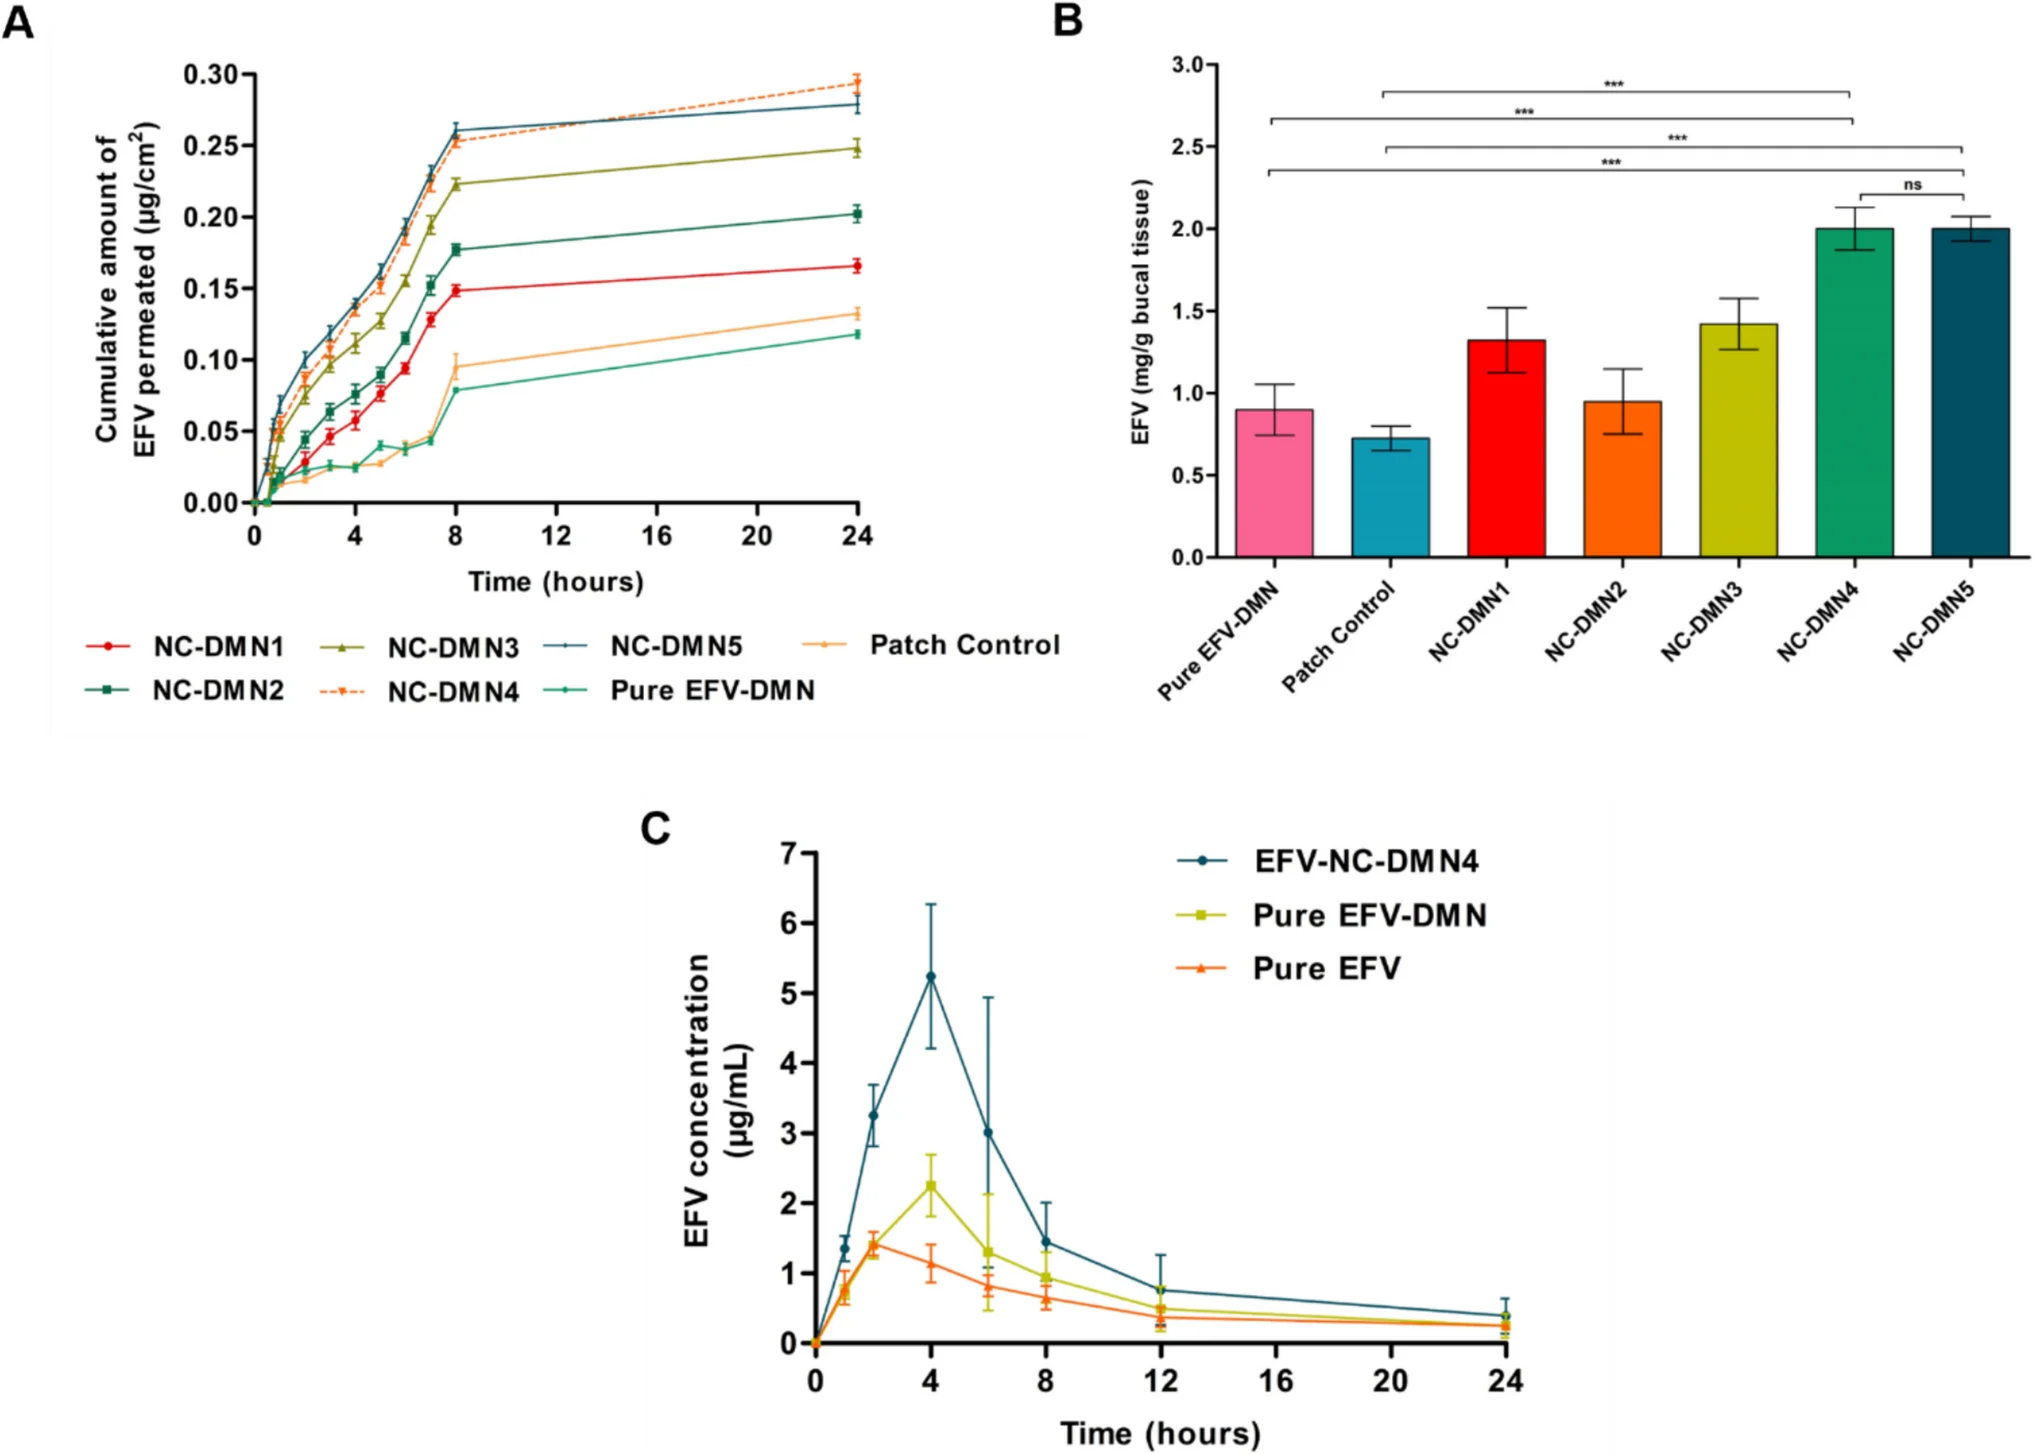 A
B
Cumulative amount of
EFV permeated (µg/cm²)
0.30
0.25
0.20
0.15
0.10
0.05
0.00
0 4 8 12 16 20 24
Time (hours)
NC-DMN1 NC-DMN3 NC-DMN5 Patch Control
NC-DMN2 NC-DMN4 Pure EFV-DMN
EFV (mg/g bucal tissue)
3.0
2.5
2.0
1.5
1.0
0.5
0.0
***
***
***
***
ns
Pure EFV-DMN
Patch Control
NC-DMN1
NC-DMN2
NC-DMN3
NC-DMN4
NC-DMN5
C
EFV concentration
(µg/mL)
7
6
5
4
3
2
1
0
0 4 8 12 16 20 24
Time (hours)
EFV-NC-DMN4
Pure EFV-DMN
Pure EFV